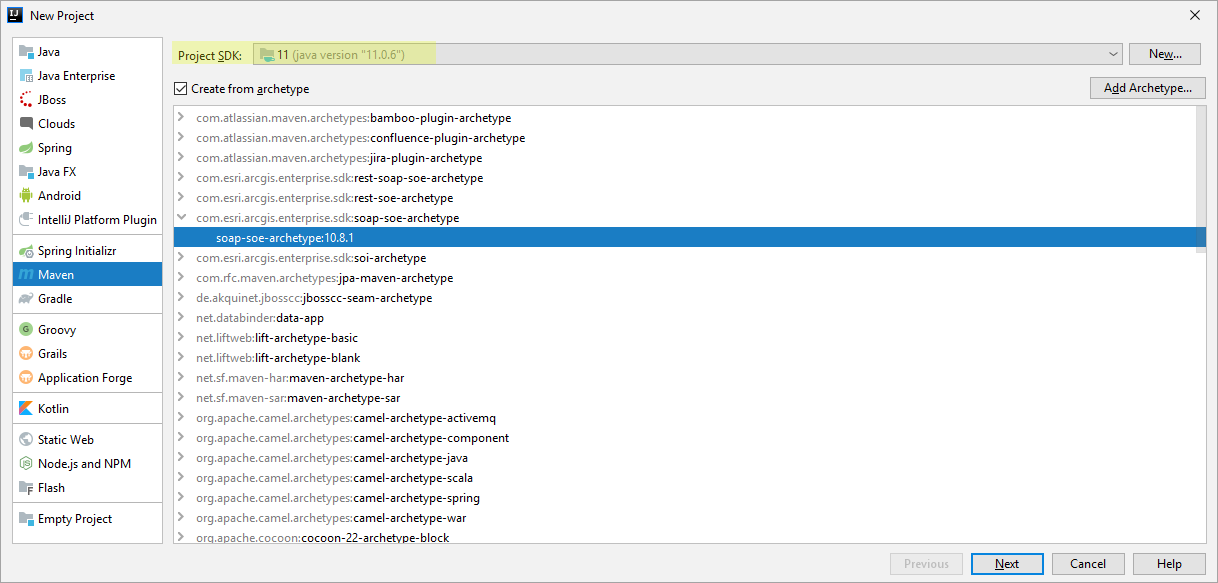 New Project
Java
Java Enterprise
JBoss
Clouds
Spring
Java FX
Android
IntelliJ Platform Plugin
Spring Initializr
Maven
Gradle
Groovy
Grails
Application Forge
Kotlin
Static Web
Node.js and NPM
Flash
Empty Project
Project SDK: 11 (java version "11.0.6") New...
Create from archetype Add Archetype...
com.atlassian.maven.archetypes:bamboo-plugin-archetype
com.atlassian.maven.archetypes:confluence-plugin-archetype
com.atlassian.maven.archetypes:jira-plugin-archetype
com.esri.arcgis.enterprise.sdk:rest-soap-soe-archetype
com.esri.arcgis.enterprise.sdk:rest-soe-archetype
com.esri.arcgis.enterprise.sdk:soap-soe-archetype
soap-soe-archetype:10.8.1
com.esri.arcgis.enterprise.sdk:soi-archetype
com.rfc.maven.archetypes:jpa-maven-archetype
de.akquinet.jbosscc:jbosscc-seam-archetype
net.databinder:data-app
net.liftweb:lift-archetype-basic
net.liftweb:lift-archetype-blank
net.sf.maven-har:maven-archetype-har
net.sf.maven-sar:maven-archetype-sar
org.apache.camel.archetypes:camel-archetype-activemq
org.apache.camel.archetypes:camel-archetype-component
org.apache.camel.archetypes:camel-archetype-java
org.apache.camel.archetypes:camel-archetype-scala
org.apache.camel.archetypes:camel-archetype-spring
org.apache.camel.archetypes:camel-archetype-war
org.apache.cocoon:cocoon-22-archetype-block
Previous Next Cancel Help